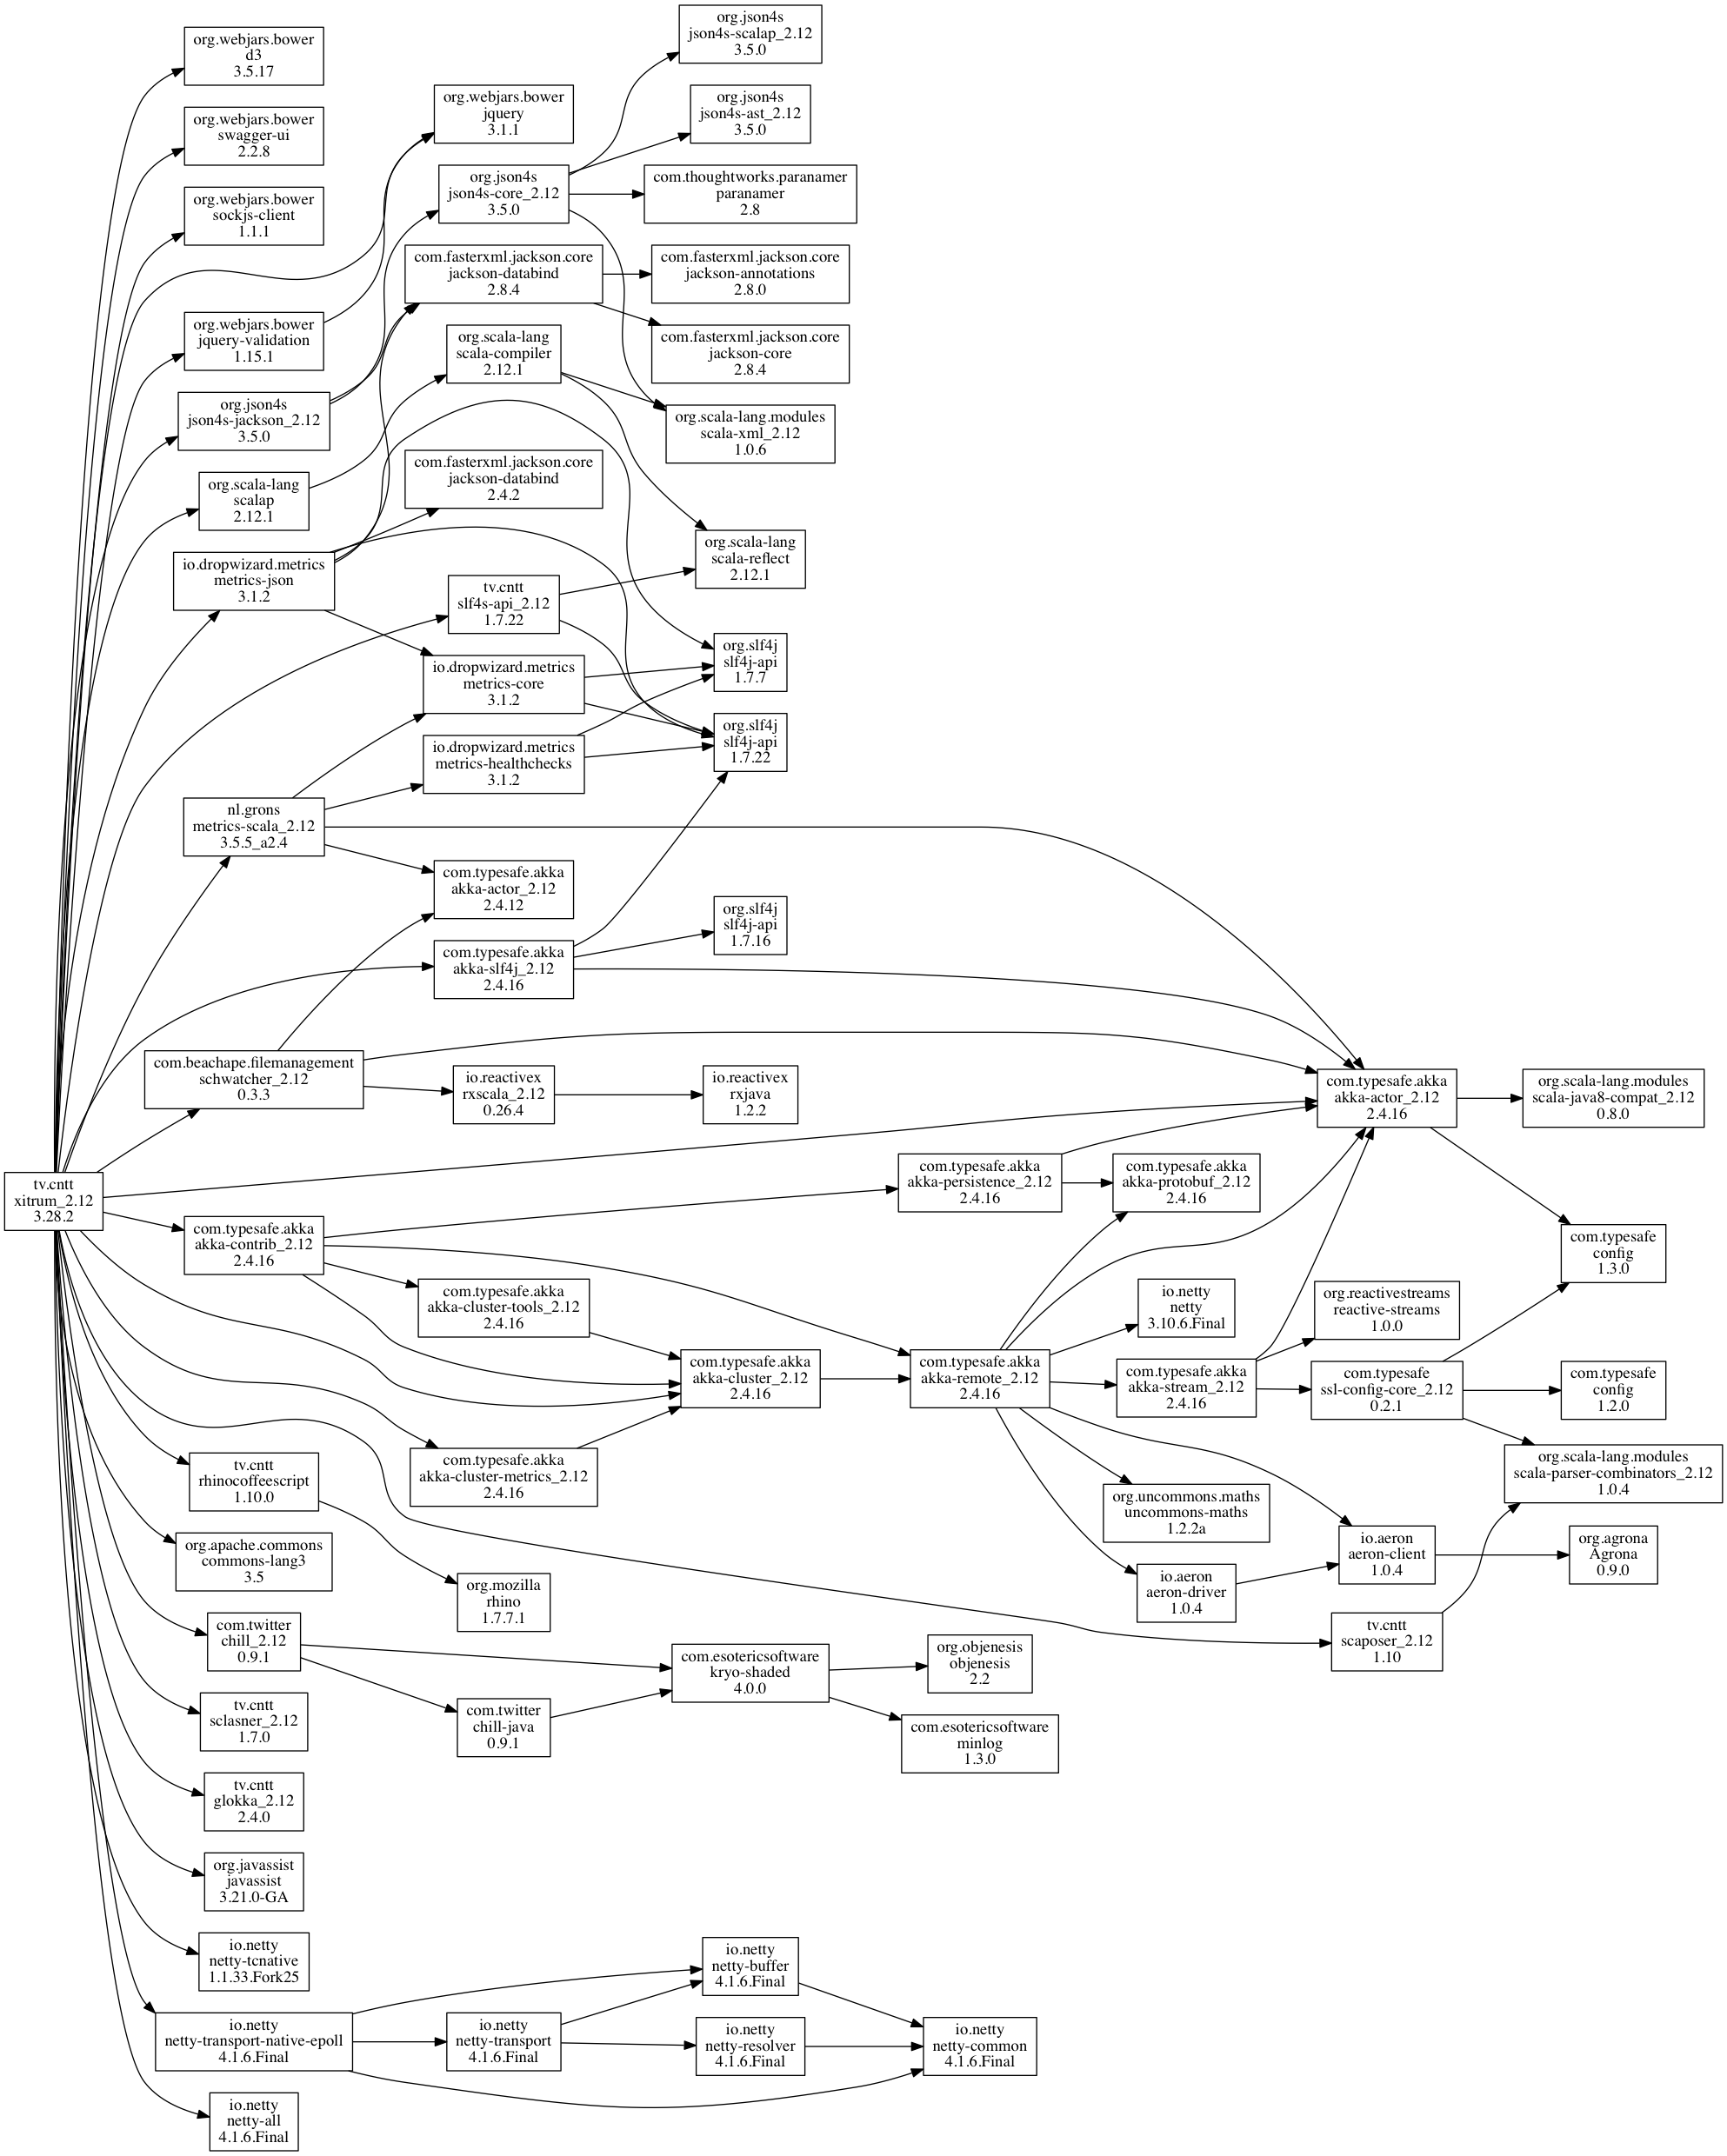 org.webjars.bower
d3
3.5.17
org.webjars.bower
swagger-ui
2.2.8
org.webjars.bower
sockjs-client
1.1.1
org.webjars.bower
jquery-validation
1.15.1
org.json4s
json4s-jackson_2.12
3.5.0
org.scala-lang
scalap
2.12.1
io.dropwizard.metrics
metrics-json
3.1.2
nl.grons
metrics-scala_2.12
3.5.5_a2.4
com.beachape.filemanagement
schwatcher_2.12
0.3.3
tv.cntt
xitrum_2.12
3.28.2
com.typesafe.akka
akka-contrib_2.12
2.4.16
tv.cntt
rhinocoffeescript
1.10.0
org.apache.commons
commons-lang3
3.5
com.twitter
chill_2.12
0.9.1
tv.cntt
sclasner_2.12
1.7.0
tv.cntt
glokka_2.12
2.4.0
org.javassist
javassist
3.21.0-GA
io.netty
netty-tcnative
1.1.33.Fork25
io.netty
netty-transport-native-epoll
4.1.6.Final
io.netty
netty-all
4.1.6.Final
org.webjars.bower
jquery
3.1.1
org.json4s
json4s-core_2.12
3.5.0
com.fasterxml.jackson.core
jackson-databind
2.8.4
org.scala-lang
scala-compiler
2.12.1
com.fasterxml.jackson.core
jackson-databind
2.4.2
tv.cntt
slf4s-api_2.12
1.7.22
io.dropwizard.metrics
metrics-core
3.1.2
io.dropwizard.metrics
metrics-healthchecks
3.1.2
com.typesafe.akka
akka-actor_2.12
2.4.12
com.typesafe.akka
akka-slf4j_2.12
2.4.16
io.reactivex
rxscala_2.12
0.26.4
com.typesafe.akka
akka-cluster-tools_2.12
2.4.16
com.typesafe.akka
akka-cluster-metrics_2.12
2.4.16
org.mozilla
rhino
1.7.7.1
com.twitter
chill-java
0.9.1
io.netty
netty-transport
4.1.6.Final
org.json4s
json4s-scalap_2.12
3.5.0
org.json4s
json4s-ast_2.12
3.5.0
com.thoughtworks.paranamer
paranamer
2.8
com.fasterxml.jackson.core
jackson-annotations
2.8.0
com.fasterxml.jackson.core
jackson-core
2.8.4
org.scala-lang.modules
scala-xml_2.12
1.0.6
org.scala-lang
scala-reflect
2.12.1
org.slf4j
slf4j-api
1.7.7
org.slf4j
slf4j-api
1.7.22
org.slf4j
slf4j-api
1.7.16
io.reactivex
rxjava
1.2.2
com.typesafe.akka
akka-cluster_2.12
2.4.16
com.esotericsoftware
kryo-shaded
4.0.0
io.netty
netty-buffer
4.1.6.Final
io.netty
netty-resolver
4.1.6.Final
com.typesafe.akka
akka-persistence_2.12
2.4.16
com.typesafe.akka
akka-remote_2.12
2.4.16
org.objenesis
objenesis
2.2
com.esotericsoftware
minlog
1.3.0
io.netty
netty-common
4.1.6.Final
com.typesafe.akka
akka-protobuf_2.12
2.4.16
io.netty
netty
3.10.6.Final
com.typesafe.akka
akka-stream_2.12
2.4.16
org.uncommons.maths
uncommons-maths
1.2.2a
io.aeron
aeron-driver
1.0.4
com.typesafe.akka
akka-actor_2.12
2.4.16
org.reactivestreams
reactive-streams
1.0.0
com.typesafe
ssl-config-core_2.12
0.2.1
io.aeron
aeron-client
1.0.4
tv.cntt
scaposer_2.12
1.10
org.scala-lang.modules
scala-java8-compat_2.12
0.8.0
com.typesafe
config
1.3.0
com.typesafe
config
1.2.0
org.scala-lang.modules
scala-parser-combinators_2.12
1.0.4
org.agrona
Agrona
0.9.0